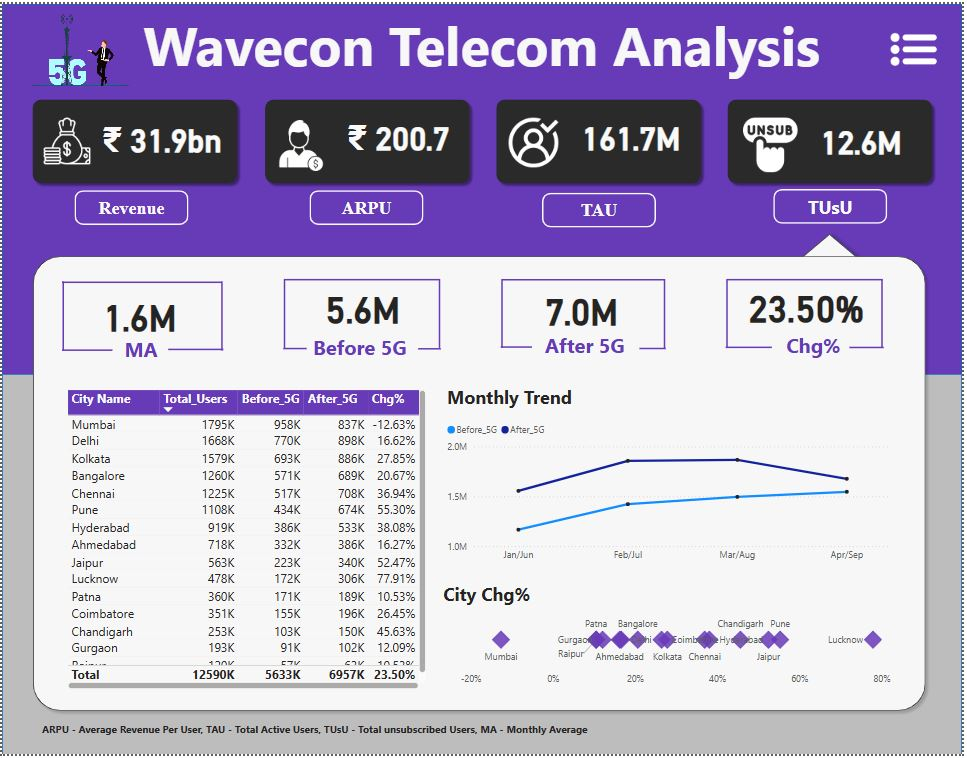 Wavecon Telecom Analysis
5G
₹ 31.9bn
₹ 200.7
161.7M
UNSUB
12.6M
Revenue
ARPU
TAU
TUsU
1.6M
MA
5.6M
Before 5G
7.0M
After 5G
23.50%
Chg%
City Name Total_Users Before_5G After_5G Chg%
Mumbai 1795K 958K 837K -12.63%
Delhi 1668K 770K 898K 16.62%
Kolkata 1579K 693K 886K 27.85%
Bangalore 1260K 571K 689K 20.67%
Chennai 1225K 517K 708K 36.94%
Pune 1108K 434K 674K 55.30%
Hyderabad 919K 386K 533K 38.08%
Ahmedabad 718K 332K 386K 16.27%
Jaipur 563K 223K 340K 52.47%
Lucknow 478K 172K 306K 77.91%
Patna 360K 171K 189K 10.53%
Coimbatore 351K 155K 196K 26.45%
Chandigarh 253K 103K 150K 45.63%
Gurgaon 193K 91K 102K 12.09%
Raipur 120K 57K 63K 10.53%
Total 12590K 5633K 6957K 23.50%
Monthly Trend
Before_5G After_5G
2.0M
1.5M
1.0M
Jan/Jun Feb/Jul Mar/Aug Apr/Sep
City Chg%
Patna Bangalore Chandigarh Pune
Gurgaon Delhi Hyderabad Lucknow
Raipur
Mumbai Ahmedabad Kolkata Chennai Jaipur
-20% 0% 20% 40% 60% 80%
ARPU - Average Revenue Per User, TAU - Total Active Users, TUsU - Total unsubscribed Users, MA - Monthly Average